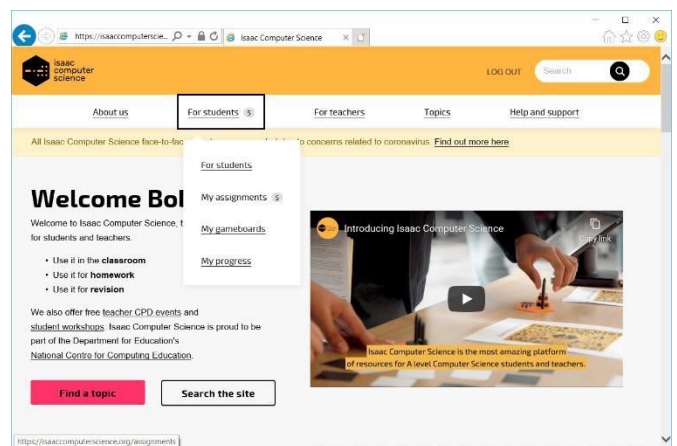 https://isaaccomputerscie...
Isaac Computer Science
isaac
computer
science
LOG OUT
Search
About us
For students 5
For teachers
Topics
Help and support
All Isaac Computer Science face-to-fac
to concerns related to coronavirus. Find out more here
For students
My assignments 5
My gameboards
My progress
Welcome Bo
Welcome to Isaac Computer Science, t
for students and teachers.
• Use it in the classroom
• Use it for homework
• Use it for revision
We also offer free teacher CPD events and
student workshops. Isaac Computer Science is proud to be
part of the Department for Education's
National Centre for Computing Education.
Find a topic
Search the site
Introducing Isaac Computer Science
Copy link
Isaac Computer Science is the most amazing platform
of resources for A level Computer Science students and teachers.
https://isaaccomputerscience.org/assignments